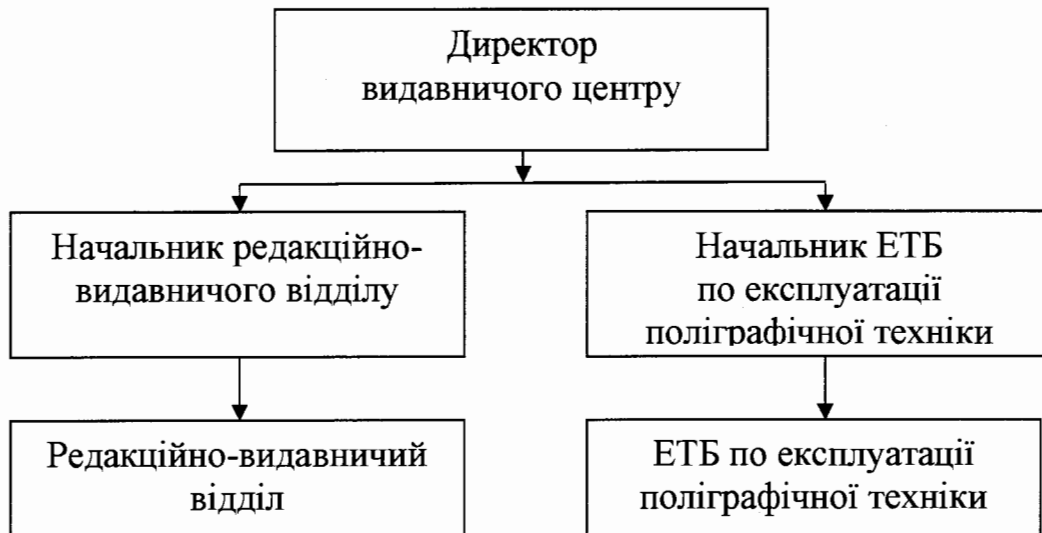 Директор
видавничого центру
Начальник редакційно-
видавничого відділу
Начальник ЕТБ
по експлуатації
поліграфічної техніки
Редакційно-видавничий
відділ
ЕТБ по експлуатації
поліграфічної техніки